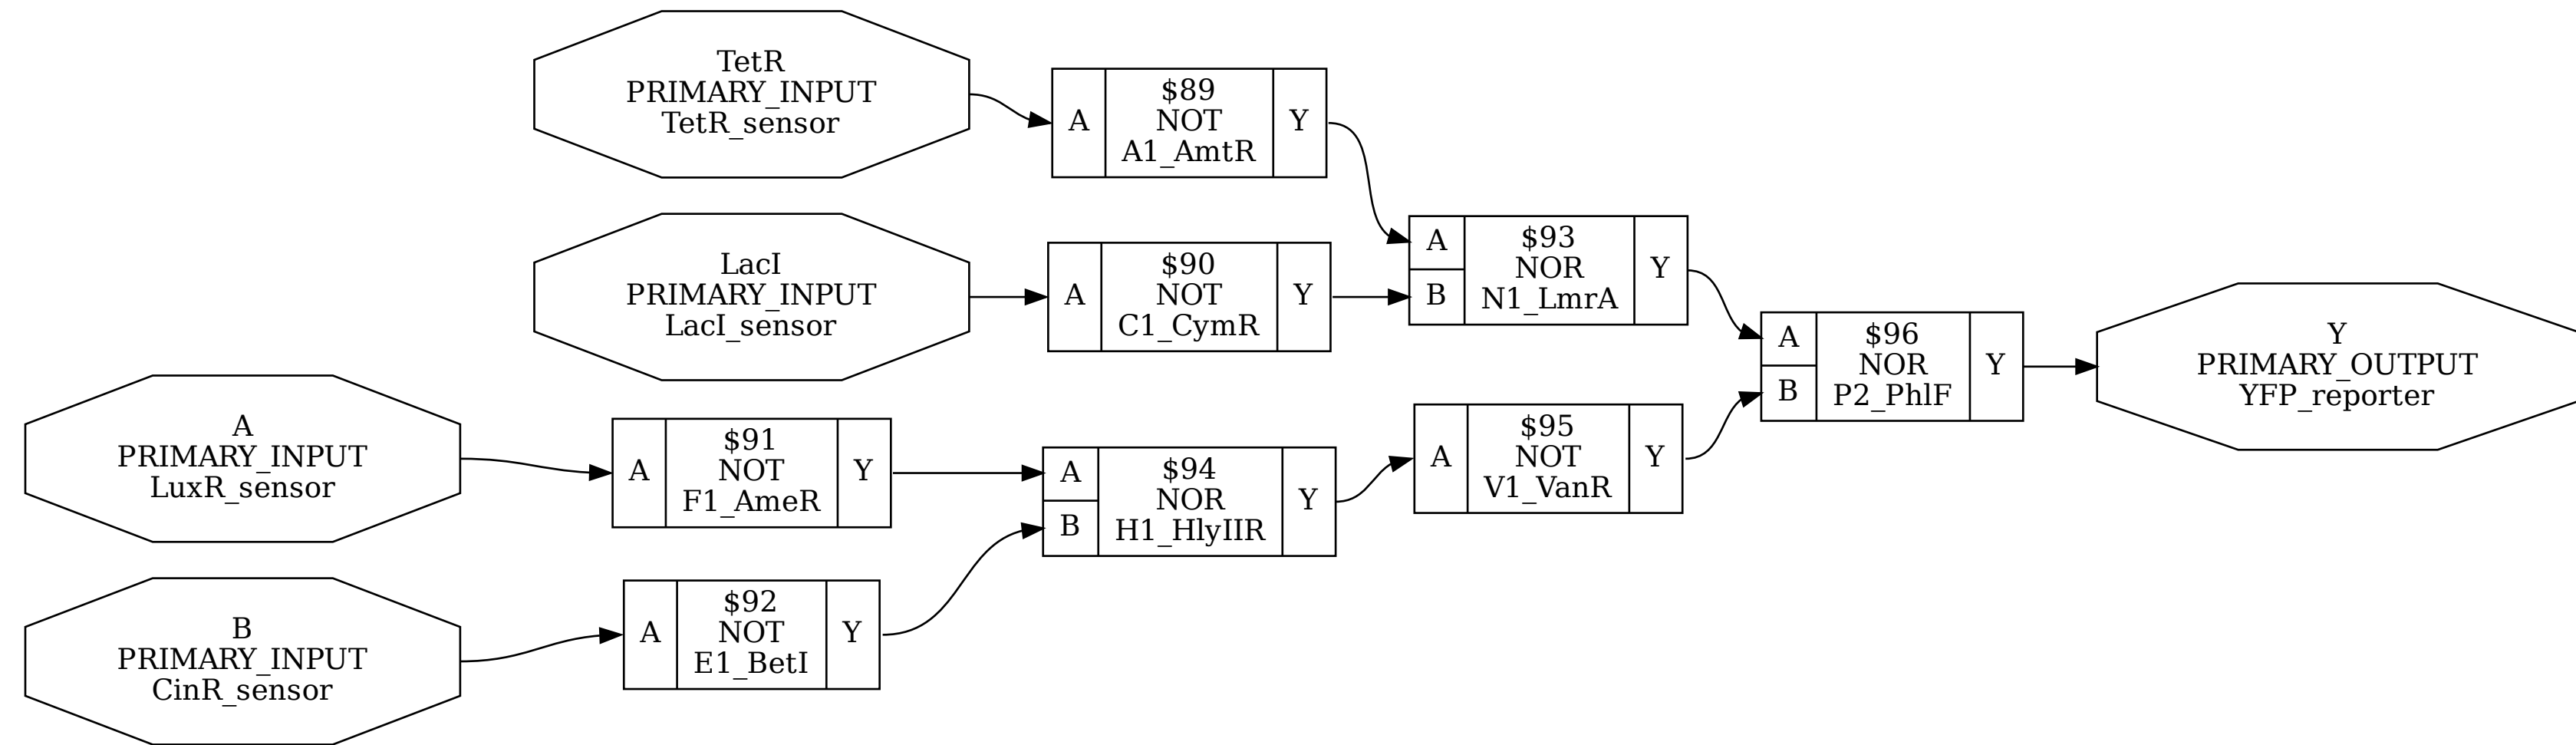 TetR
PRIMARY_INPUT
TetR_sensor
A
$89
NOT
A1_AmtR
Y
LacI
PRIMARY_INPUT
LacI_sensor
A
$90
NOT
C1_CymR
Y
A
B
$93
NOR
N1_LmrA
Y
A
PRIMARY_INPUT
LuxR_sensor
A
$91
NOT
F1_AmeR
Y
B
PRIMARY_INPUT
CinR_sensor
A
$92
NOT
E1_BetI
Y
A
B
$94
NOR
H1_HlyIIR
Y
A
$95
NOT
V1_VanR
Y
A
B
$96
NOR
P2_PhlF
Y
Y
PRIMARY_OUTPUT
YFP_reporter